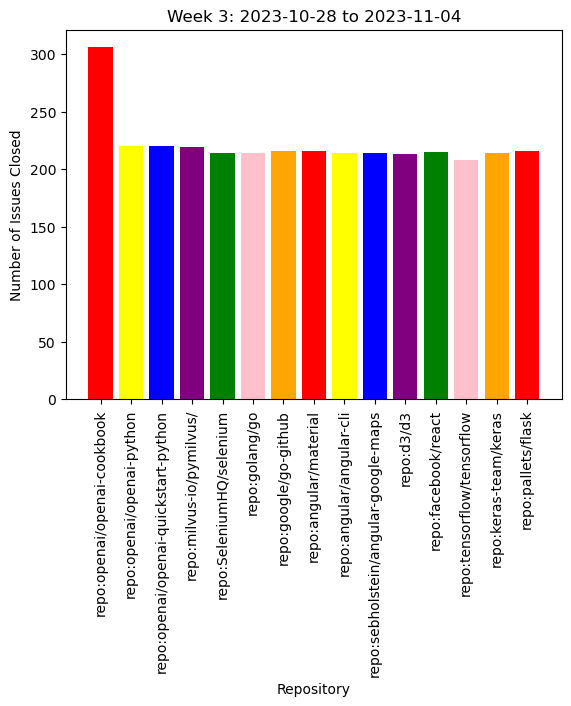 Week 3: 2023-10-28 to 2023-11-04
Number of Issues Closed
300
250
200
150
100
50
0
repo:openai/openai-cookbook
repo:openai/openai-python
repo:openai/openai-quickstart-python
repo:milvus-io/pymilvus/
repo:SeleniumHQ/selenium
repo:golang/go
repo:google/go-github
repo:angular/material
repo:angular/angular-cli
repo:sebholstein/angular-google-maps
repo:d3/d3
repo:facebook/react
repo:tensorflow/tensorflow
repo:keras-team/keras
repo:pallets/flask
Repository